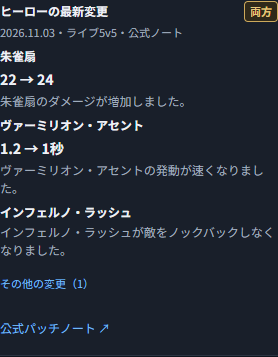 ヒーローの最新変更
両方
2026.11.03・ライブ5v5・公式ノート
朱雀扇
22 → 24
朱雀扇のダメージが増加しました。
ヴァーミリオン・アセント
1.2 → 1秒
ヴァーミリオン・アセントの発動が速くなりまし
た。
インフェルノ・ラッシュ
インフェルノ・ラッシュが敵をノックバックしなく
なりました。
その他の変更（1）
公式パッチノート ↗